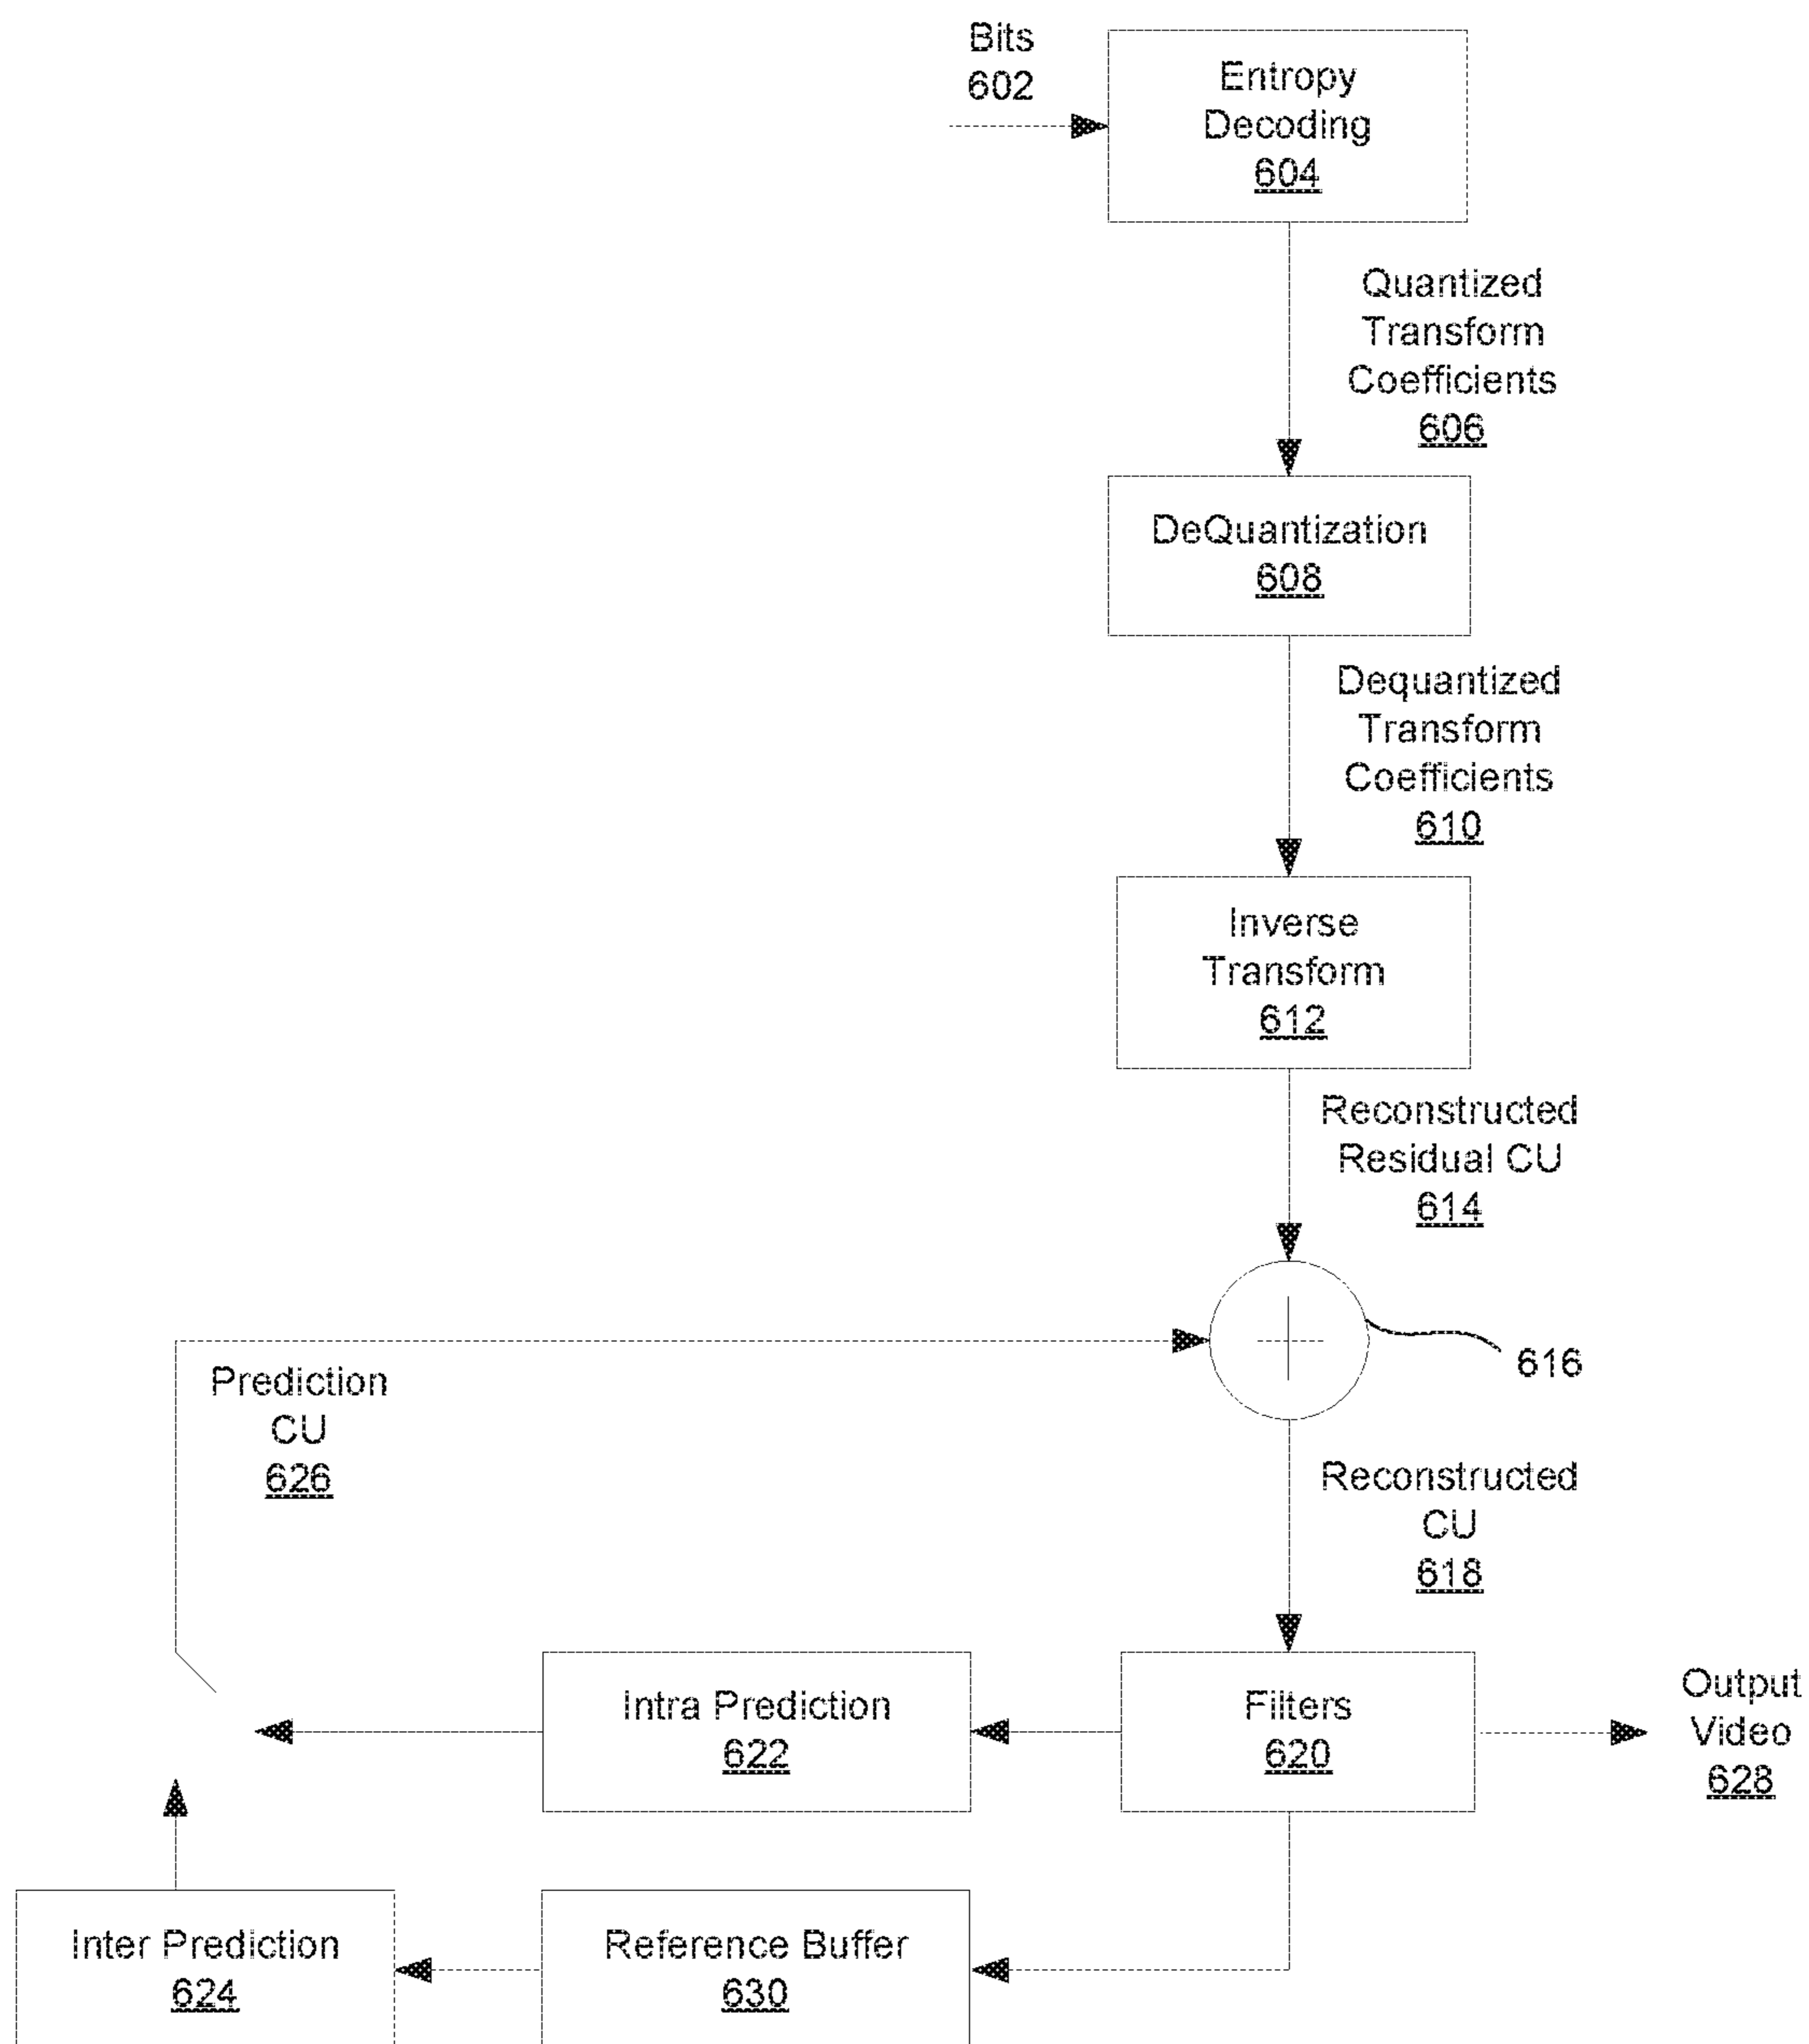 Bits
602
Entropy
Decoding
604
Quantized
Transform
Coefficients
606
DeQuantization
608
Dequantized
Transform
Coefficients
610
Inverse
Transform
612
Reconstructed
Residual CU
614
616
Prediction
CU
626
Reconstructed
CU
618
Intra Prediction
622
Filters
620
Output
Video
628
Inter Prediction
624
Reference Buffer
630